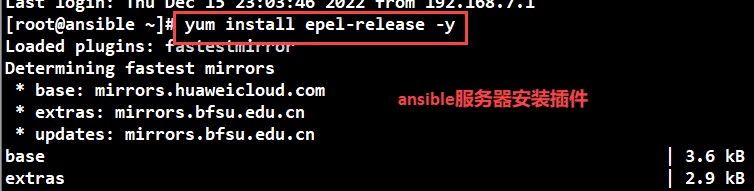 Last login: Thu Dec 15 23:03:46 2022 from 192.168.7.1
[root@ansible ~]# yum install epel-release -y
Loaded plugins: fastestmirror
Determining fastest mirrors
* base: mirrors.huaweicloud.com
* extras: mirrors.bfsu.edu.cn
ansible服务器安装插件
* updates: mirrors.bfsu.edu.cn
base | 3.6 kB
extras | 2.9 kB